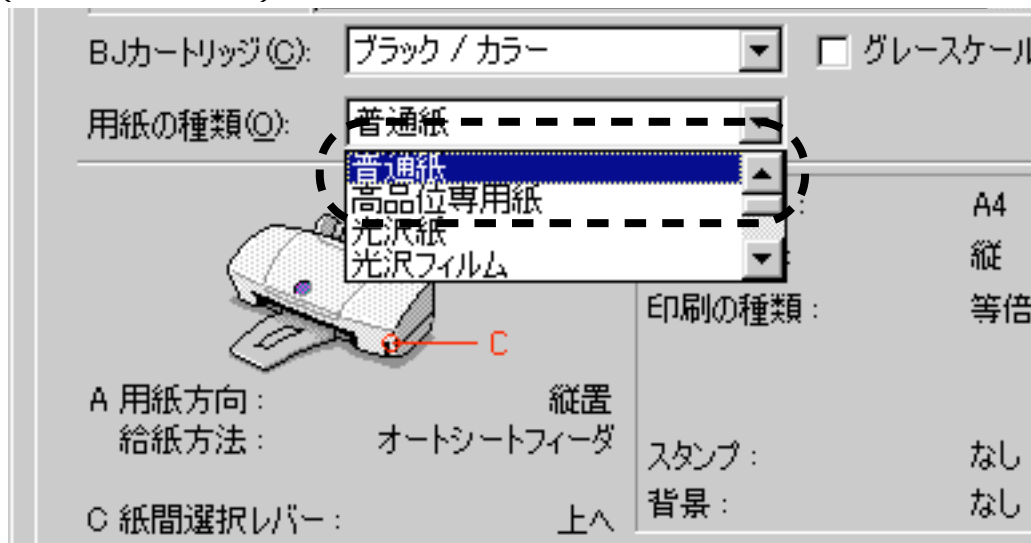 BJカートリッジ(C): ブラック / カラー グレースケール
用紙の種類(O): 普通紙
普通紙
高品位専用紙
光沢紙
光沢フィルム
A4
縦
印刷の種類 : 等倍
C
A 用紙方向 : 縦置
給紙方法 : オートシートフィーダ
スタンプ : なし
背景 : なし
C 紙間選択レバー : 上へ